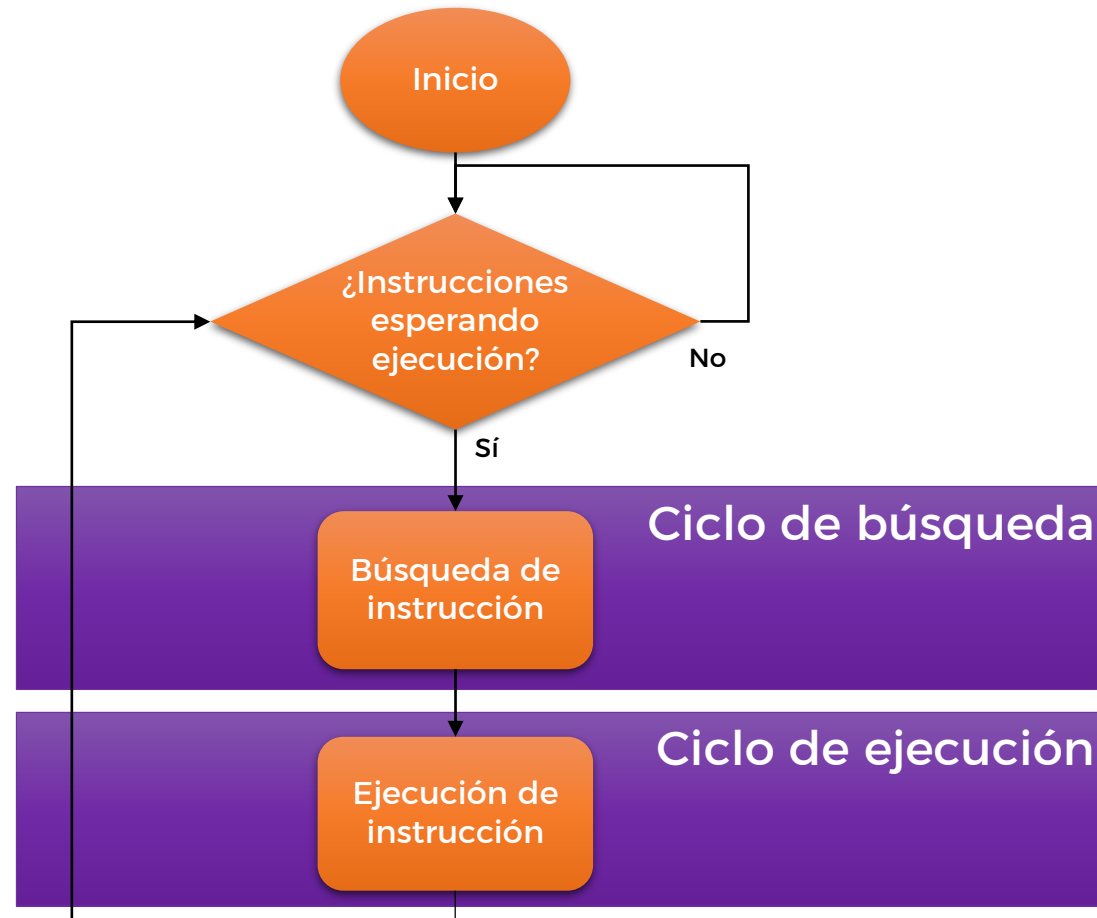 Inicio
¿Instrucciones
esperando
ejecución?
No
Sí
Ciclo de búsqueda
Búsqueda de
instrucción
Ciclo de ejecución
Ejecución de
instrucción